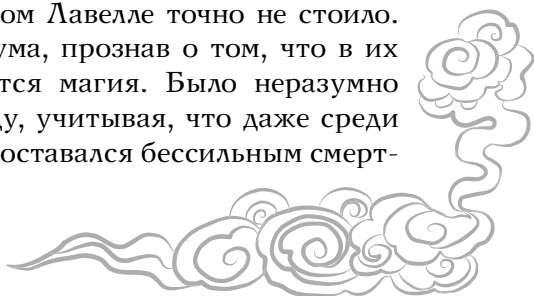 ом Лавелле точно не стоило.
ума, прознав о том, что в их
тся магия. Было неразумно
ду, учитывая, что даже среди
оставался бессильным смерт-